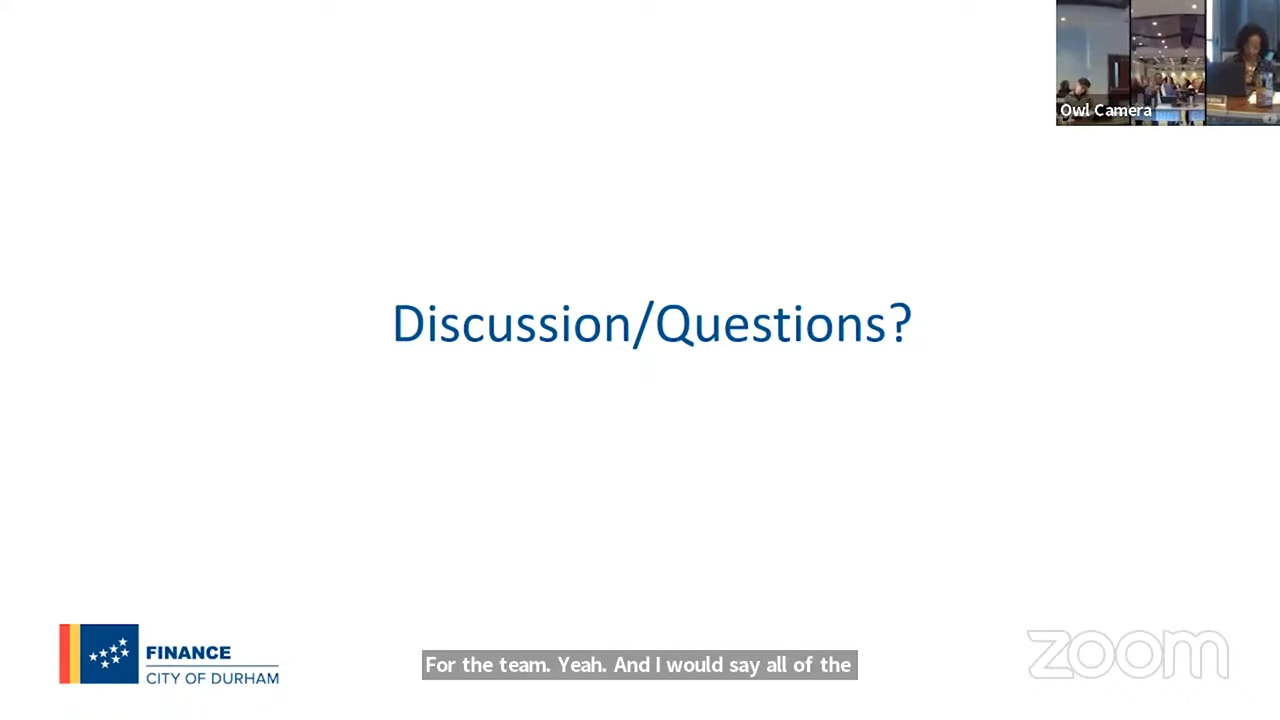 Owl Camera
Discussion/Questions?
FINANCE
CITY OF DURHAM
For the team. Yeah. And I would say all of the
zoom